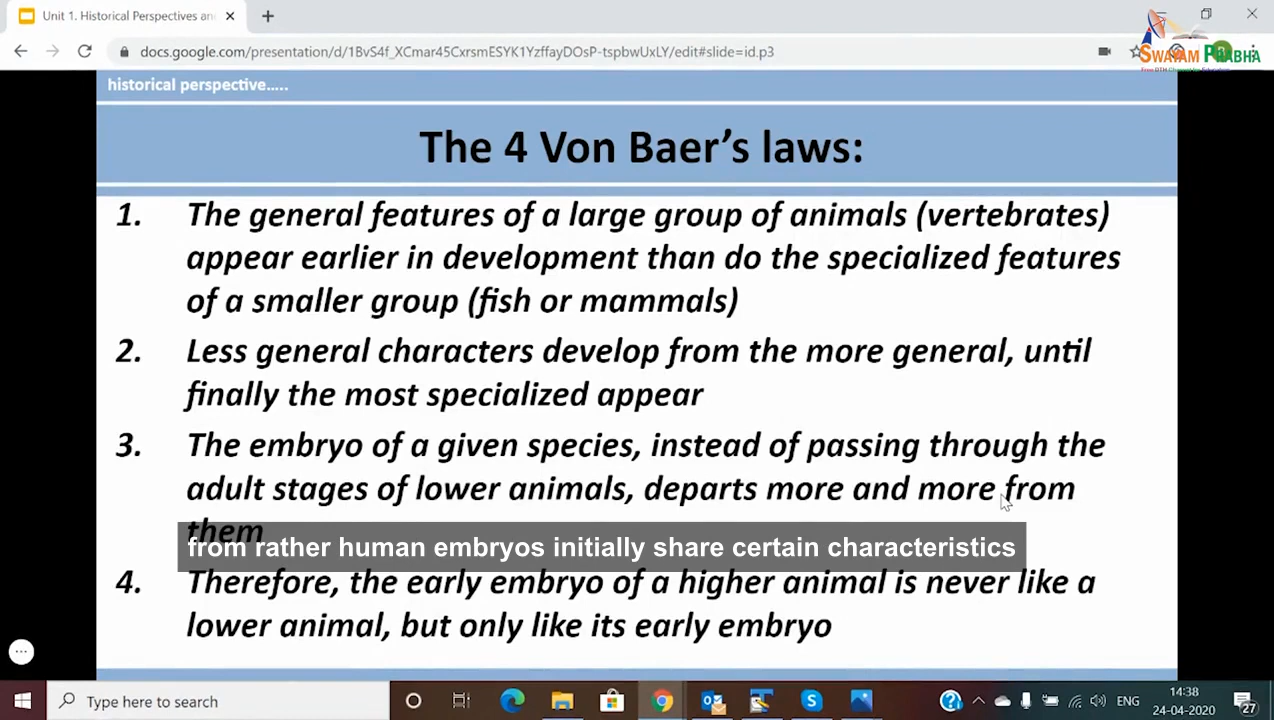 Unit 1. Historical Perspectives an
docs.google.com/presentation/d/1BvS4f_XCmar45CxrsmESYK1YzffayDOsP-tspbwUxLY/edit#slide=id.p3
SWAYAM PRABHA
historical perspective.....
The 4 Von Baer’s laws:
1. The general features of a large group of animals (vertebrates)
appear earlier in development than do the specialized features
of a smaller group (fish or mammals)
2. Less general characters develop from the more general, until
finally the most specialized appear
3. The embryo of a given species, instead of passing through the
adult stages of lower animals, departs more and more from
them
from rather human embryos initially share certain characteristics
4. Therefore, the early embryo of a higher animal is never like a
lower animal, but only like its early embryo
Type here to search
ENG
14:38
24-04-2020
27